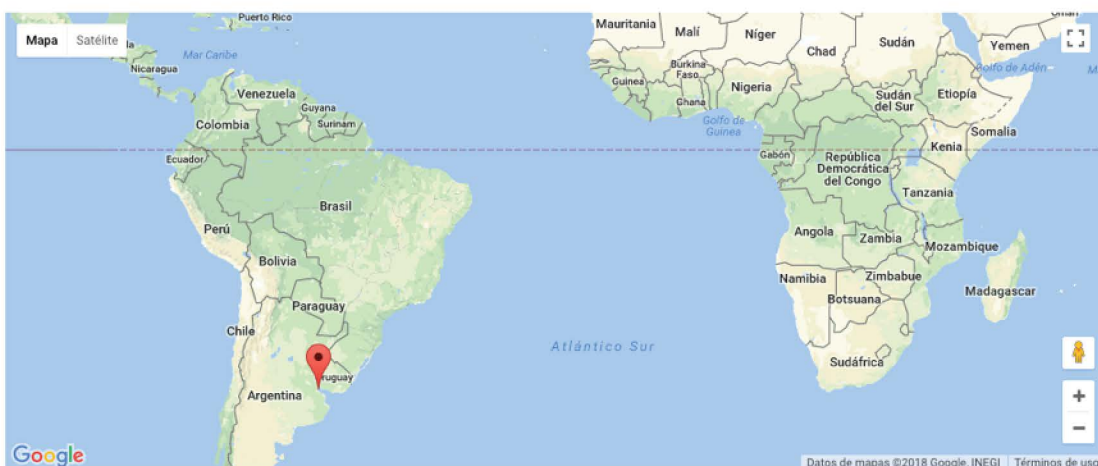 Puerto Rico
Mapa
Satélite
Mar Caribe
Nicaragua
Venezuela
Guyana
Surinam
Colombia
Ecuador
Brasil
Perú
Bolivia
Paraguay
Chile
Argentina
Atlántico Sur
Mauritania
Malí
Níger
Chad
Sudán
Yemen
Golfo de Adén
Guinea
Burkina
Faso
Ghana
Nigeria
Sudán
del Sur
Etiopía
Golfo de
Guinea
Somalia
Gabón
República
Democrática
del Congo
Kenia
Tanzania
Angola
Zambia
Mozambique
Namibia
Zimbabue
Botsuana
Madagascar
Sudáfrica
Google
Datos de mapas ©2018 Google, INEGI
Términos de uso